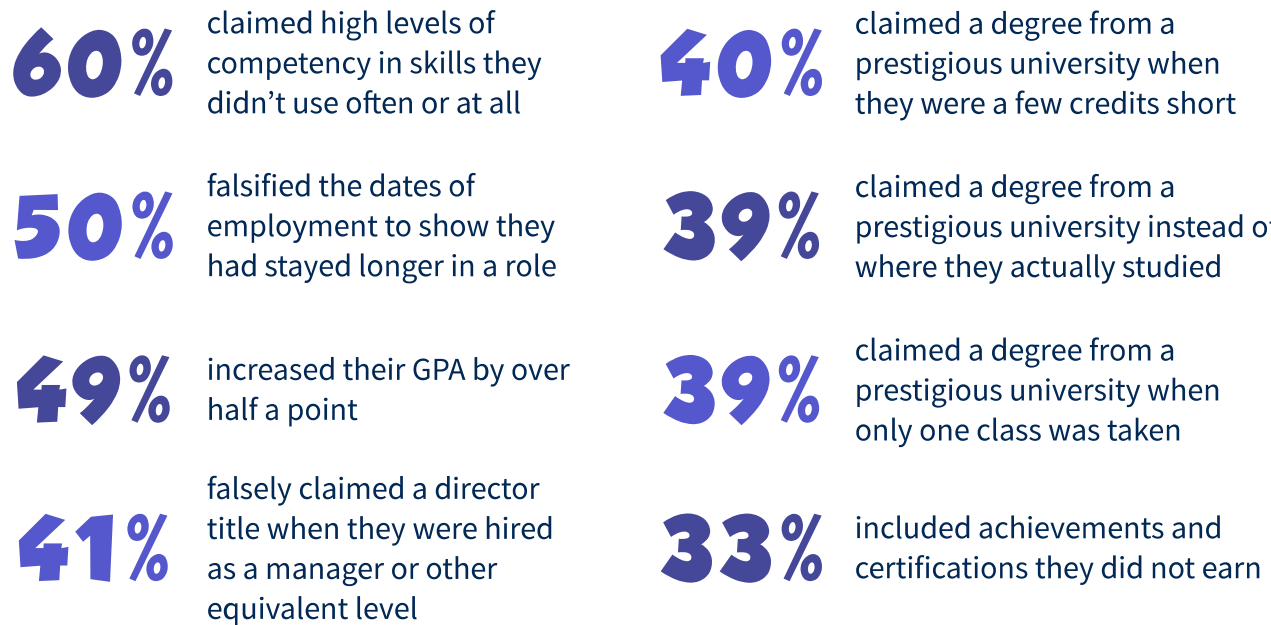 60%
claimed high levels of
competency in skills they
didn’t use often or at all
50%
falsified the dates of
employment to show they
had stayed longer in a role
49%
increased their GPA by over
half a point
41%
falsely claimed a director
title when they were hired
as a manager or other
equivalent level
40%
claimed a degree from a
prestigious university when
they were a few credits short
39%
claimed a degree from a
prestigious university instead of
where they actually studied
39%
claimed a degree from a
prestigious university when
only one class was taken
33%
included achievements and
certifications they did not earn